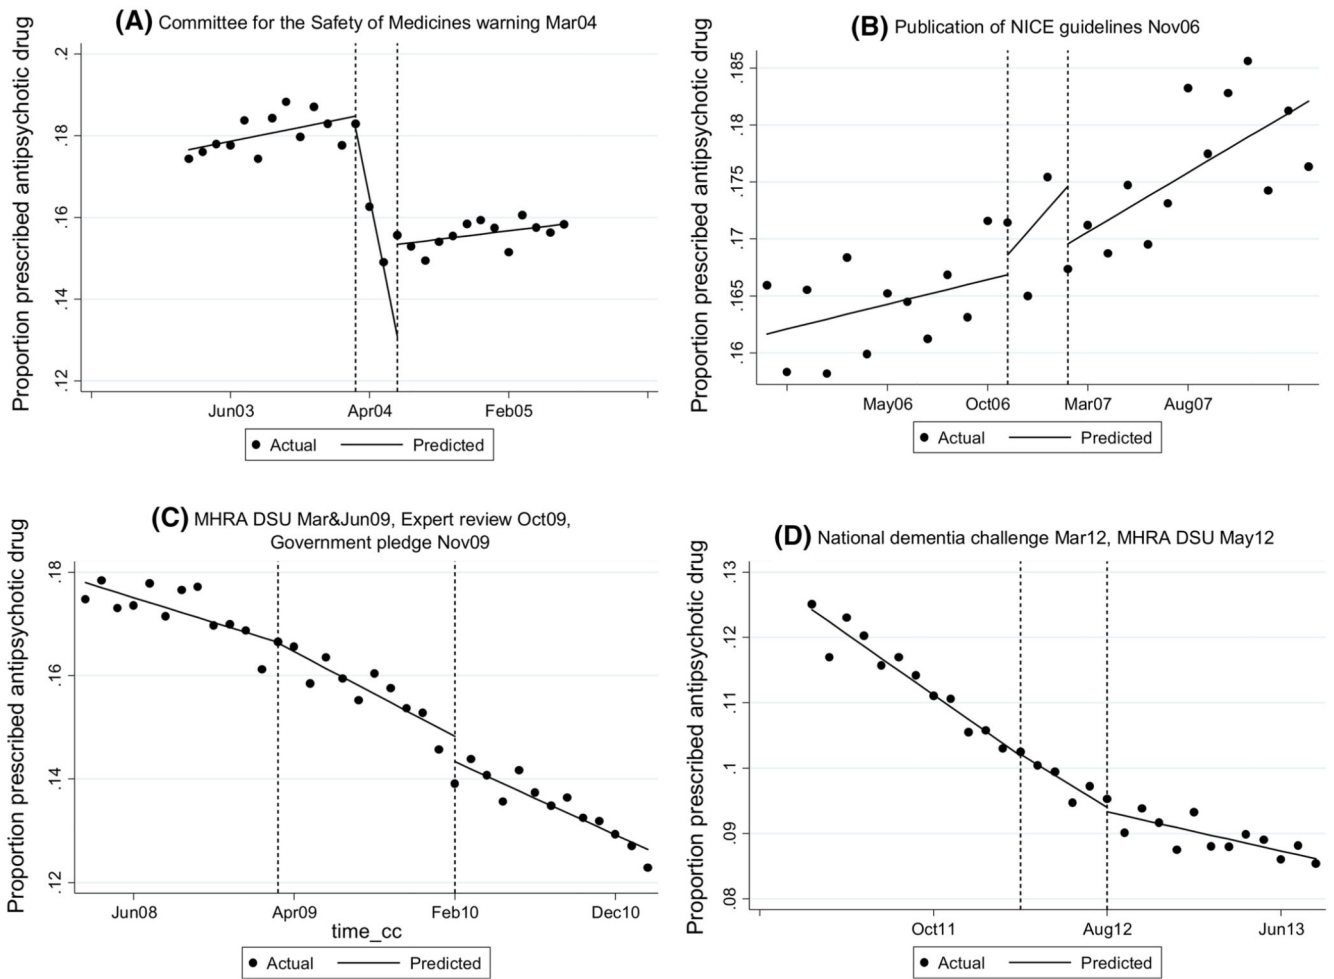 (A) Committee for the Safety of Medicines warning Mar04
Proportion prescribed antipsychotic drug
.2
.18
.16
.14
.12
Jun03 Apr04 Feb05
Actual Predicted
(B) Publication of NICE guidelines Nov06
Proportion prescribed antipsychotic drug
.185
.18
.175
.17
.165
.16
May06 Oct06 Mar07 Aug07
Actual Predicted
(C) MHRA DSU Mar&Jun09, Expert review Oct09,
Government pledge Nov09
Proportion prescribed antipsychotic drug
.18
.16
.14
.12
Jun08 Apr09 Feb10 Dec10
time_cc
Actual Predicted
(D) National dementia challenge Mar12, MHRA DSU May12
Proportion prescribed antipsychotic drug
.13
.12
.11
.1
.09
.08
Oct11 Aug12 Jun13
Actual Predicted